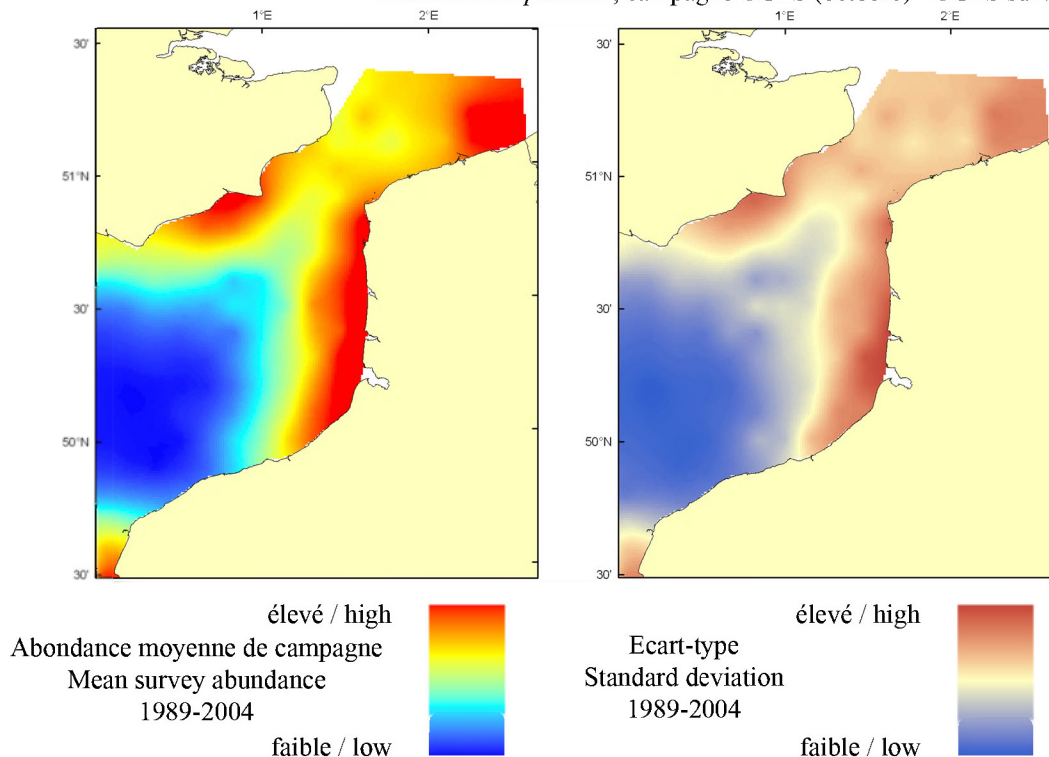 campagne
1°E 2°E 1°E 2°E
30' 30'
51°N 51°N
30' 30'
50°N 50°N
30' 30'
élevé / high
Abondance moyenne de campagne
Mean survey abundance
1989-2004
faible / low
élevé / high
Ecart-type
Standard deviation
1989-2004
faible / low